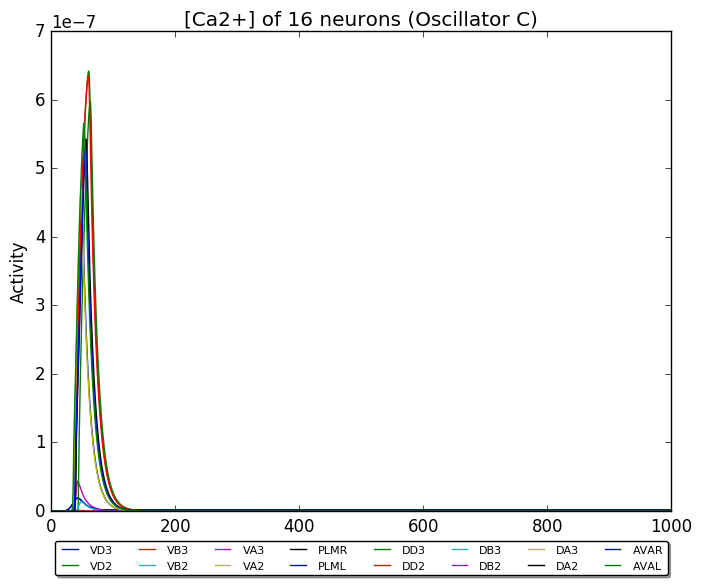 [Ca2+] of 16 neurons (Oscillator C)
1e−7
7
6
5
4
3
2
1
0
Activity
0 200 400 600 800 1000
VD3 VB3 VA3 PLMR DD3 DB3 DA3 AVAR
VD2 VB2 VA2 PLML DD2 DB2 DA2 AVAL